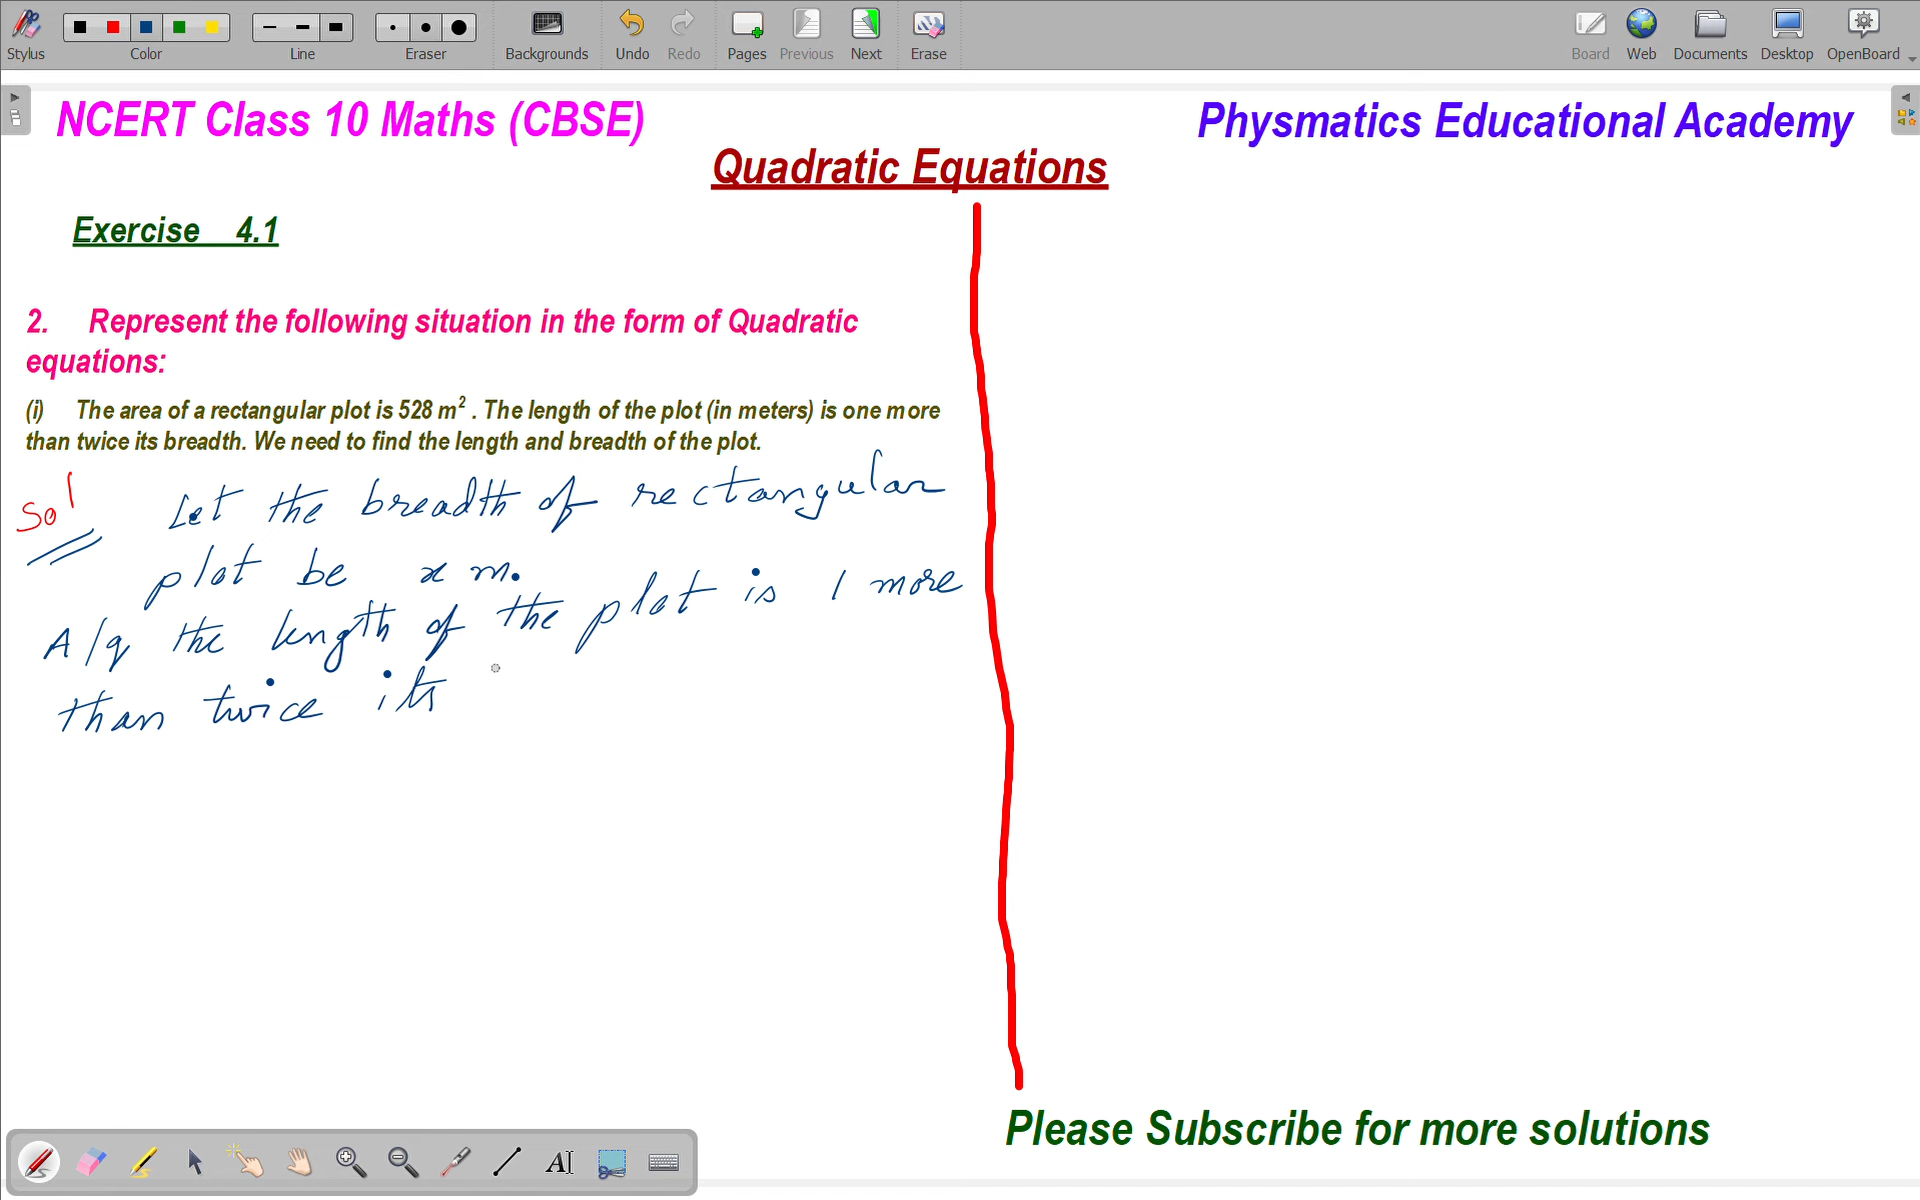 Stylus Color Line Eraser Backgrounds Undo Redo Pages Previous Next Erase Board Web Documents Desktop OpenBoard
NCERT Class 10 Maths (CBSE)
Physmatics Educational Academy
Quadratic Equations
Exercise 4.1
2. Represent the following situation in the form of Quadratic
equations:
(i) The area of a rectangular plot is 528 m². The length of the plot (in meters) is one more
than twice its breadth. We need to find the length and breadth of the plot.
Sol Let the breadth of rectangular
plot be x m.
A/q the length of the plot is 1 more
than twice its
Please Subscribe for more solutions